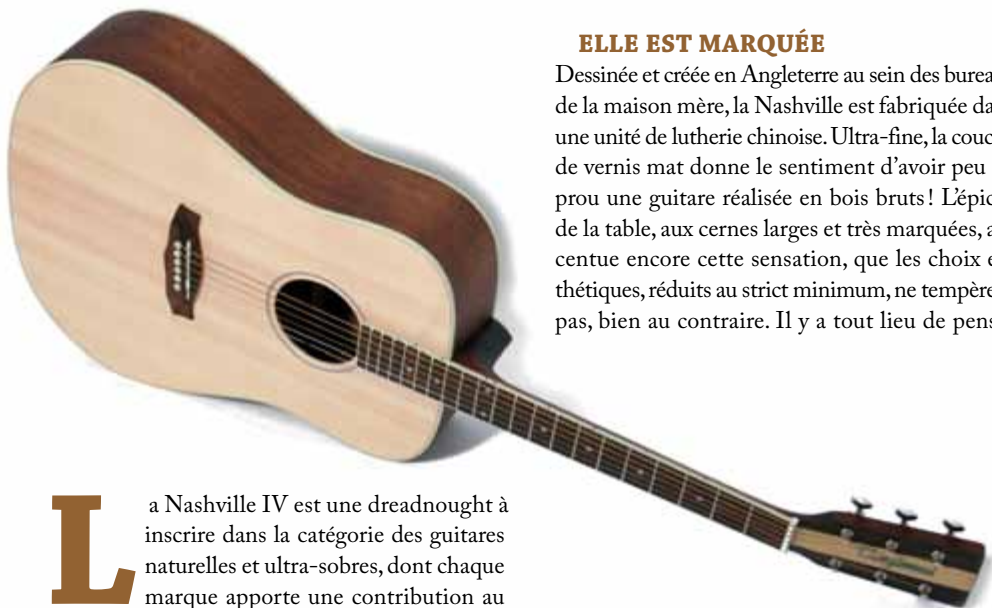 ELLE EST MARQUÉE
Dessinée et créée en Angleterre au sein des burea
de la maison mère, la Nashville est fabriquée da
une unité de lutherie chinoise. Ultra-fine, la couc
de vernis mat donne le sentiment d'avoir peu
prou une guitare réalisée en bois bruts ! L'épic
de la table, aux cernes larges et très marquées, a
centue encore cette sensation, que les choix e
thétiques, réduits au strict minimum, ne tempère
pas, bien au contraire. Il y a tout lieu de pens
La Nashville IV est une dreadnought à
inscrire dans la catégorie des guitares
naturelles et ultra-sobres, dont chaque
marque apporte une contribution au